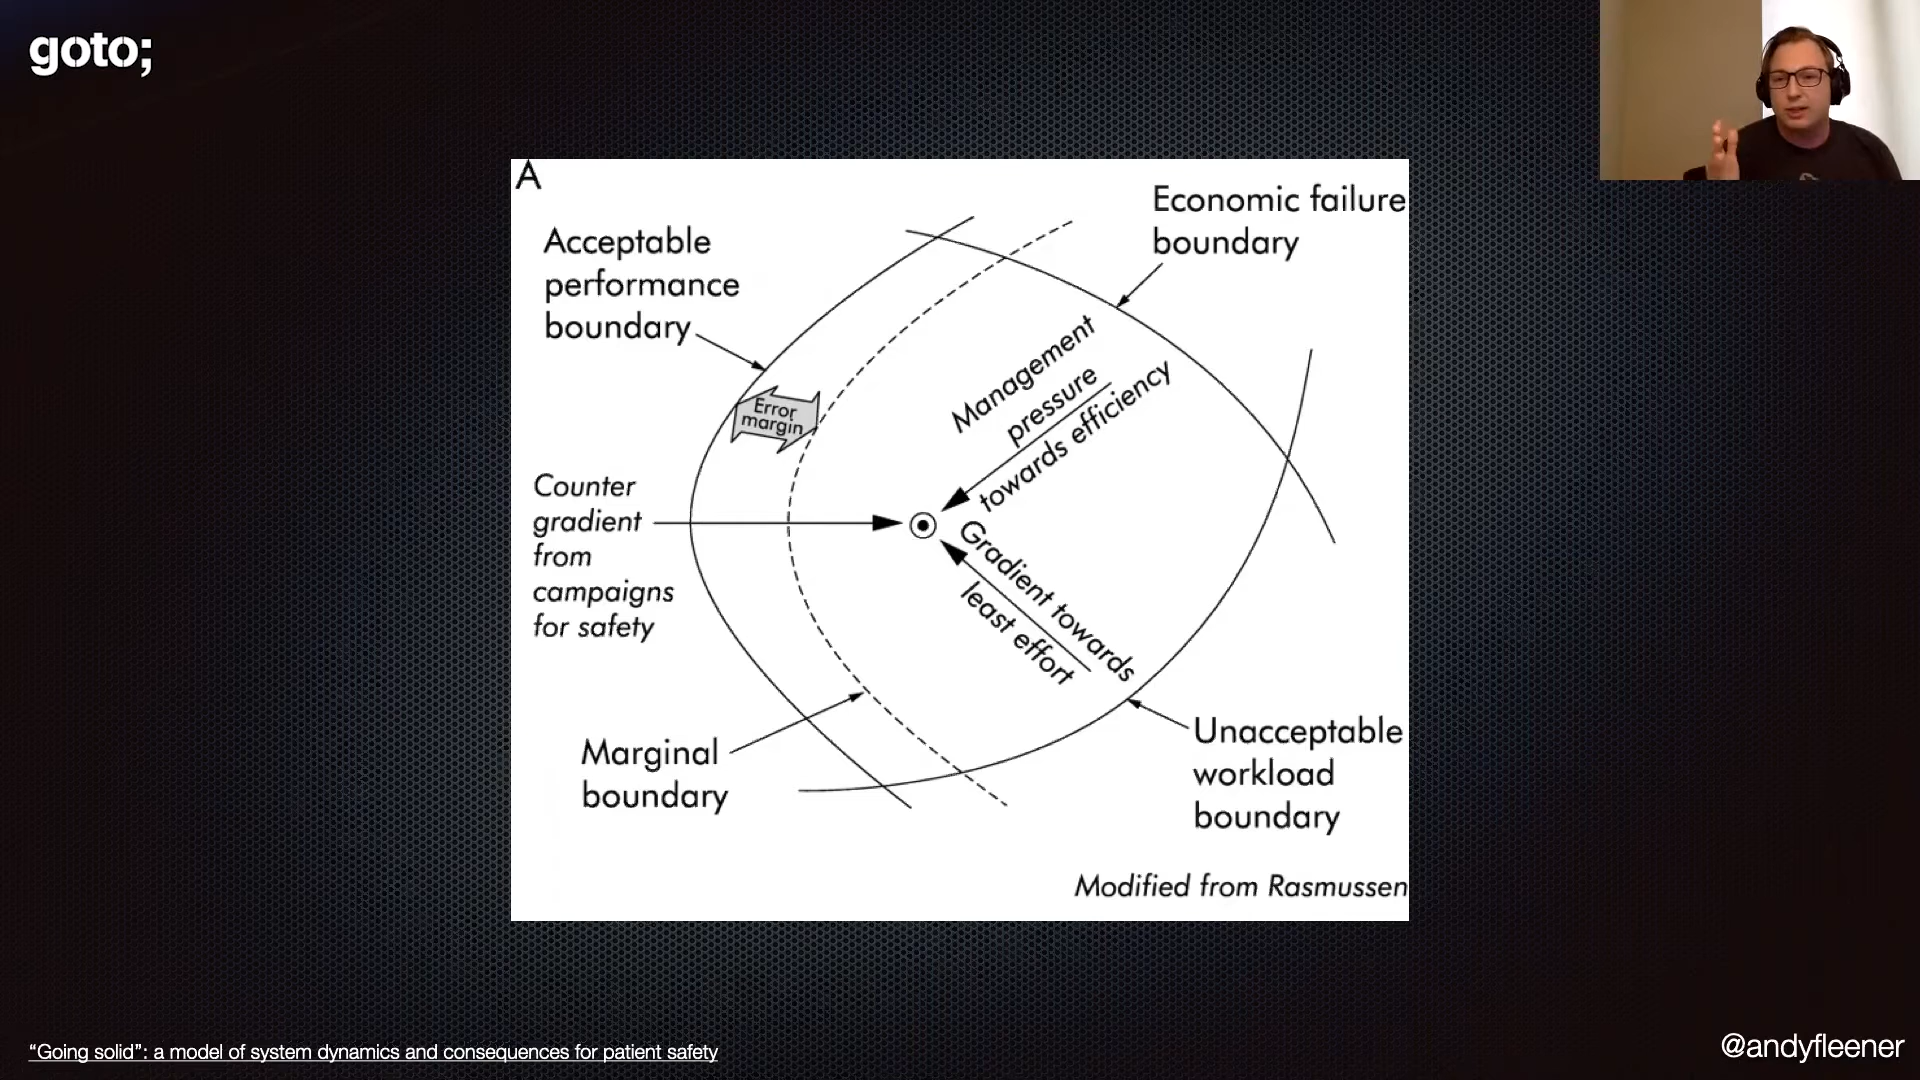 goto;
A
Acceptable
performance
boundary
Economic failure
boundary
Error
margin
Management
pressure
towards efficiency
Counter
gradient
from
campaigns
for safety
Gradient towards
least effort
Marginal
boundary
Unacceptable
workload
boundary
Modified from Rasmussen
“Going solid”: a model of system dynamics and consequences for patient safety
@andyfleener